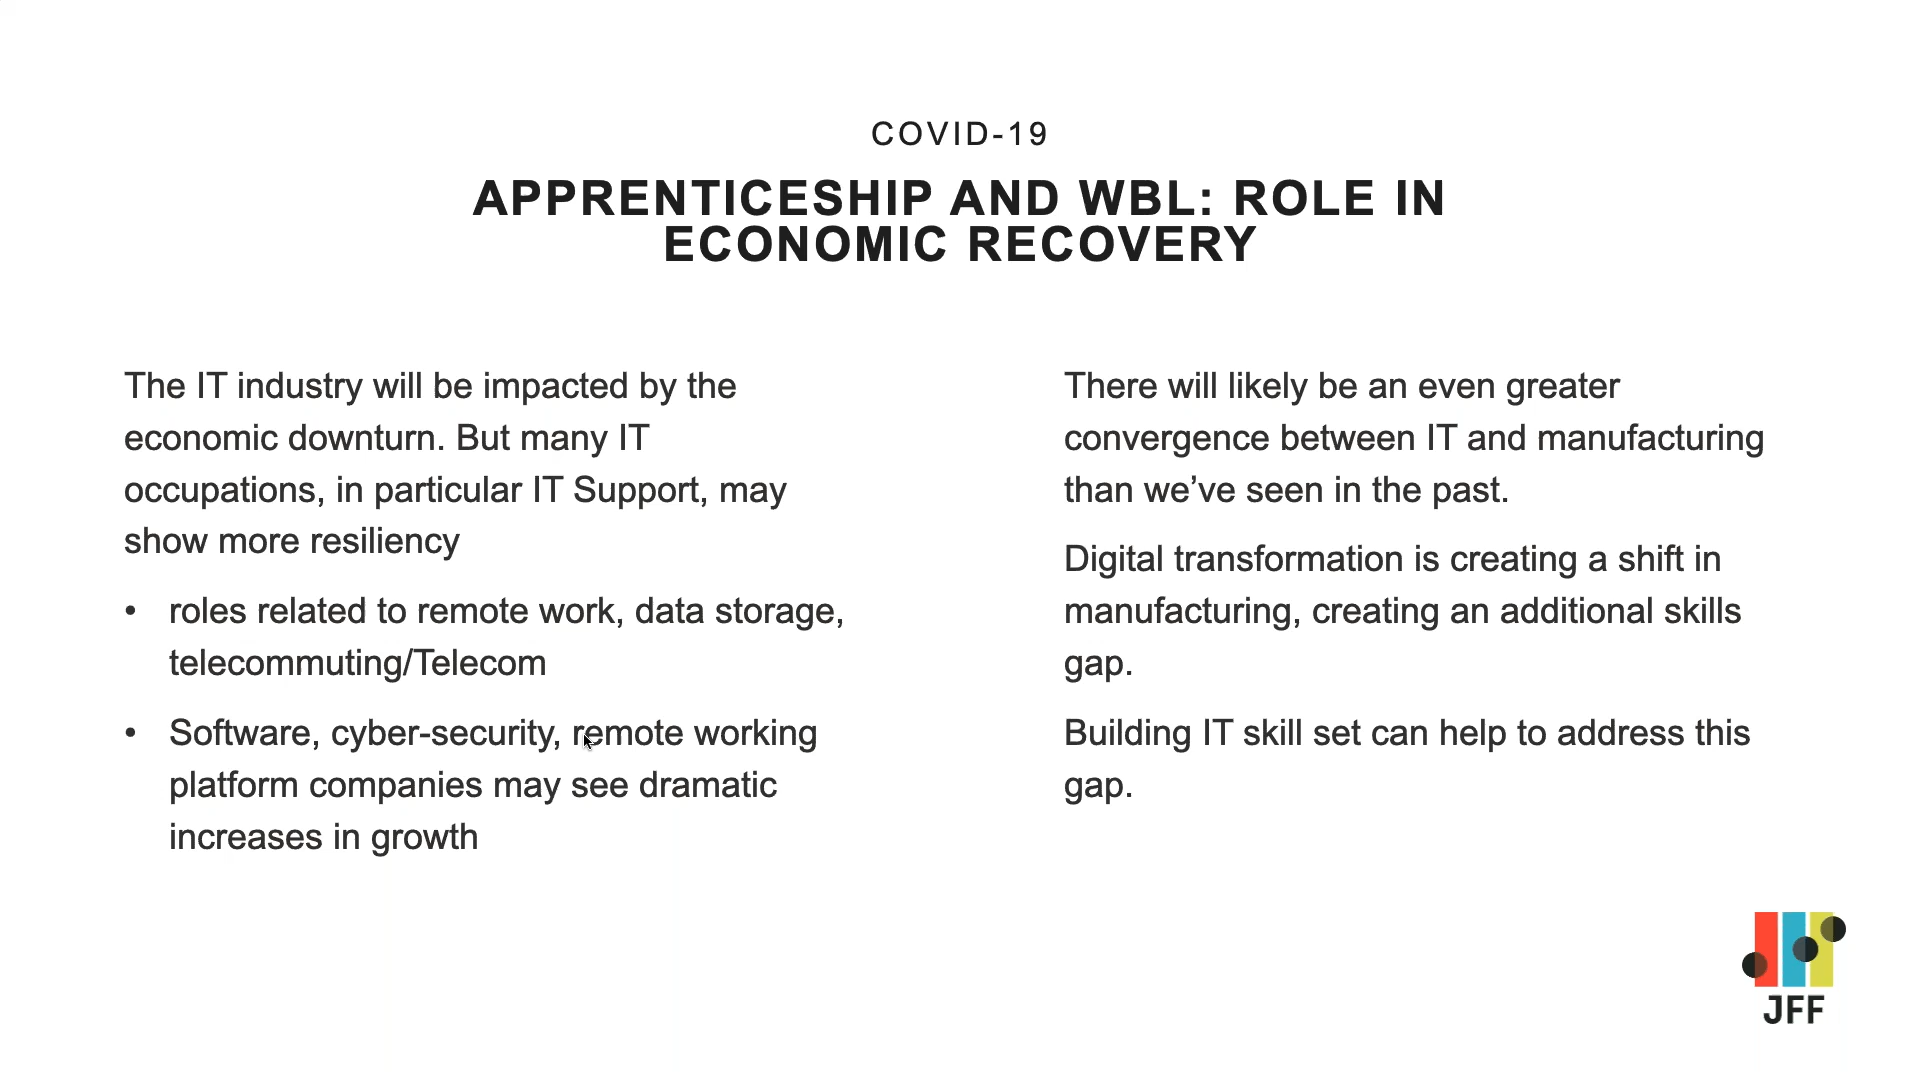 COVID-19
APPRENTICESHIP AND WBL: ROLE IN
ECONOMIC RECOVERY
The IT industry will be impacted by the
economic downturn. But many IT
occupations, in particular IT Support, may
show more resiliency
• roles related to remote work, data storage,
telecommuting/Telecom
• Software, cyber-security, remote working
platform companies may see dramatic
increases in growth
There will likely be an even greater
convergence between IT and manufacturing
than we’ve seen in the past.
Digital transformation is creating a shift in
manufacturing, creating an additional skills
gap.
Building IT skill set can help to address this
gap.
JFF